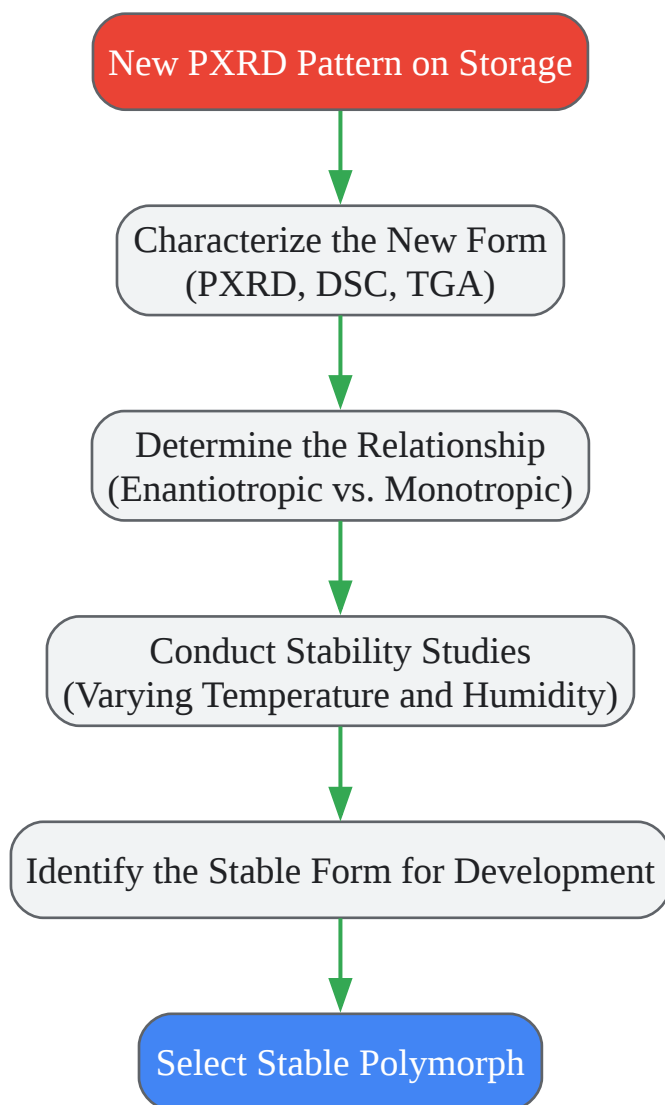 New PXRD Pattern on Storage
Characterize the New Form
(PXRD, DSC, TGA)
Determine the Relationship
(Enantiotropic vs. Monotropic)
Conduct Stability Studies
(Varying Temperature and Humidity)
Identify the Stable Form for Development
Select Stable Polymorph